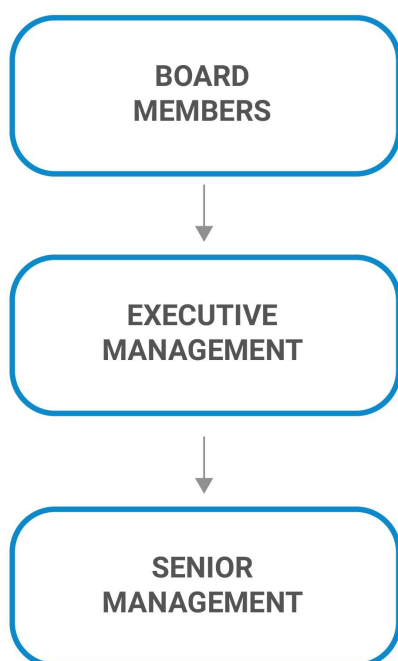 BOARD
MEMBERS
EXECUTIVE
MANAGEMENT
SENIOR
MANAGEMENT